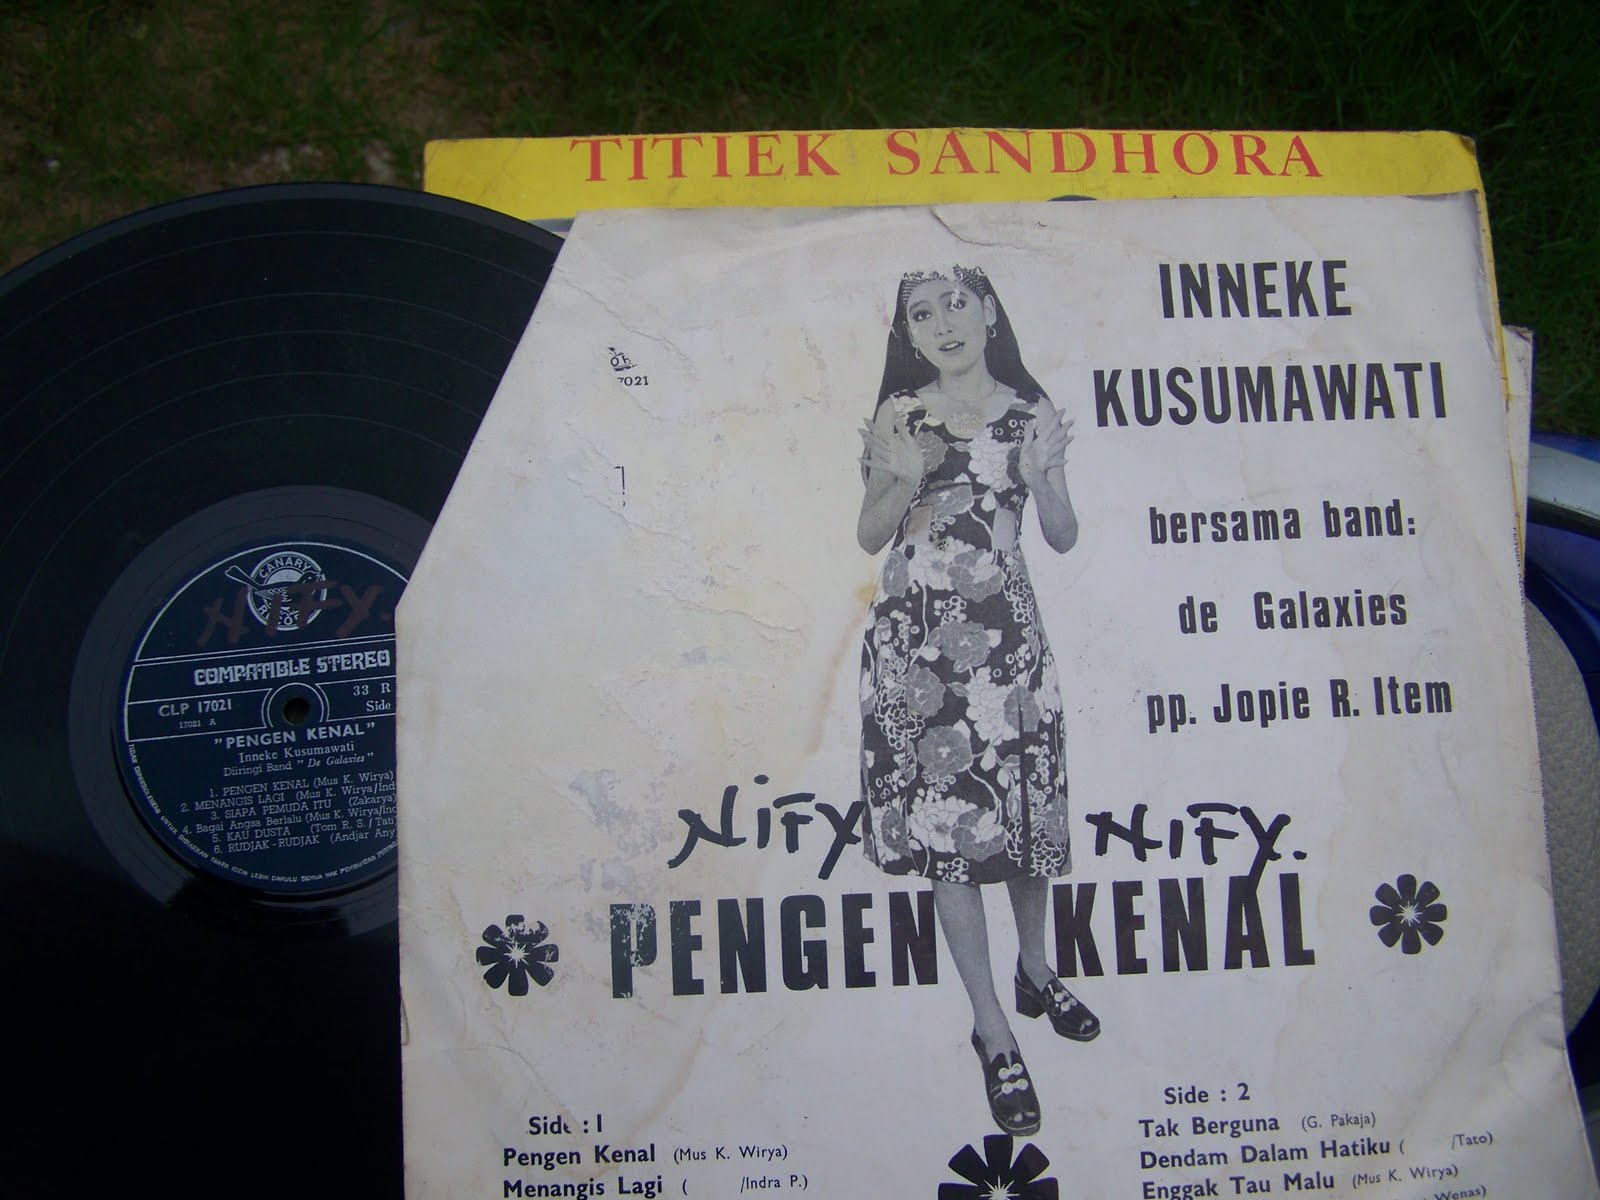 TITIEK SANDHORA
INNEKE
KUSUMAWATI
7021
bersama band:
de Galaxies
pp. Jopie R. Item
NiFY NiFY.
PENGEN KENAL
Side : 1
Pengen Kenal (Mus K. Wirya)
Menangis Lagi ( /Indra P.)
Side : 2
Tak Berguna (G. Pakaja)
Dendam Dalam Hatiku ( /Tato)
Enggak Tau Malu (Mus K. Wirya)
Wenas)
CANARY
NIFY.
COMPATIBLE STEREO
CLP 17021
17021 A
33 R
Side
"PENGEN KENAL"
Inneke Kusumawati
Diiringi Band "De Galaxies"
1. PENGEN KENAL (Mus K. Wirya)
2. MENANGIS LAGI (Mus K. Wirya/Ind
3. SIAPA PEMUDA ITU (Zakarya)
4. Bagai Angsa Berlalu (Mus K. Wirya/Ind
5. KAU DUSTA (Tom R. S. / Tati
6. RUDJAK-RUDJAK (Andjar Any